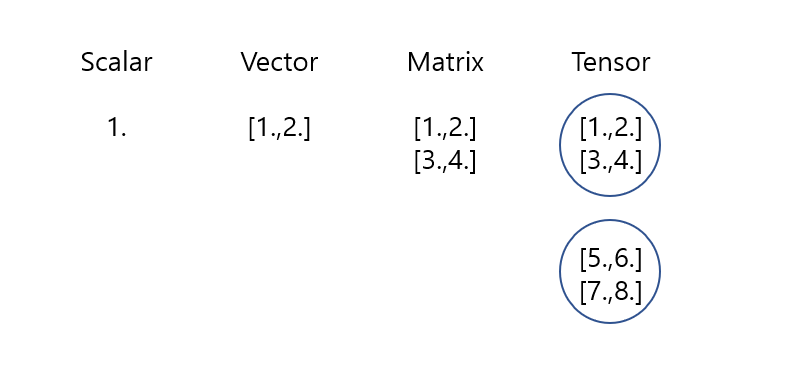 Scalar Vector Matrix Tensor
1. [1.,2.] [1.,2.] [1.,2.]
[3.,4.] [3.,4.]
[5.,6.]
[7.,8.]